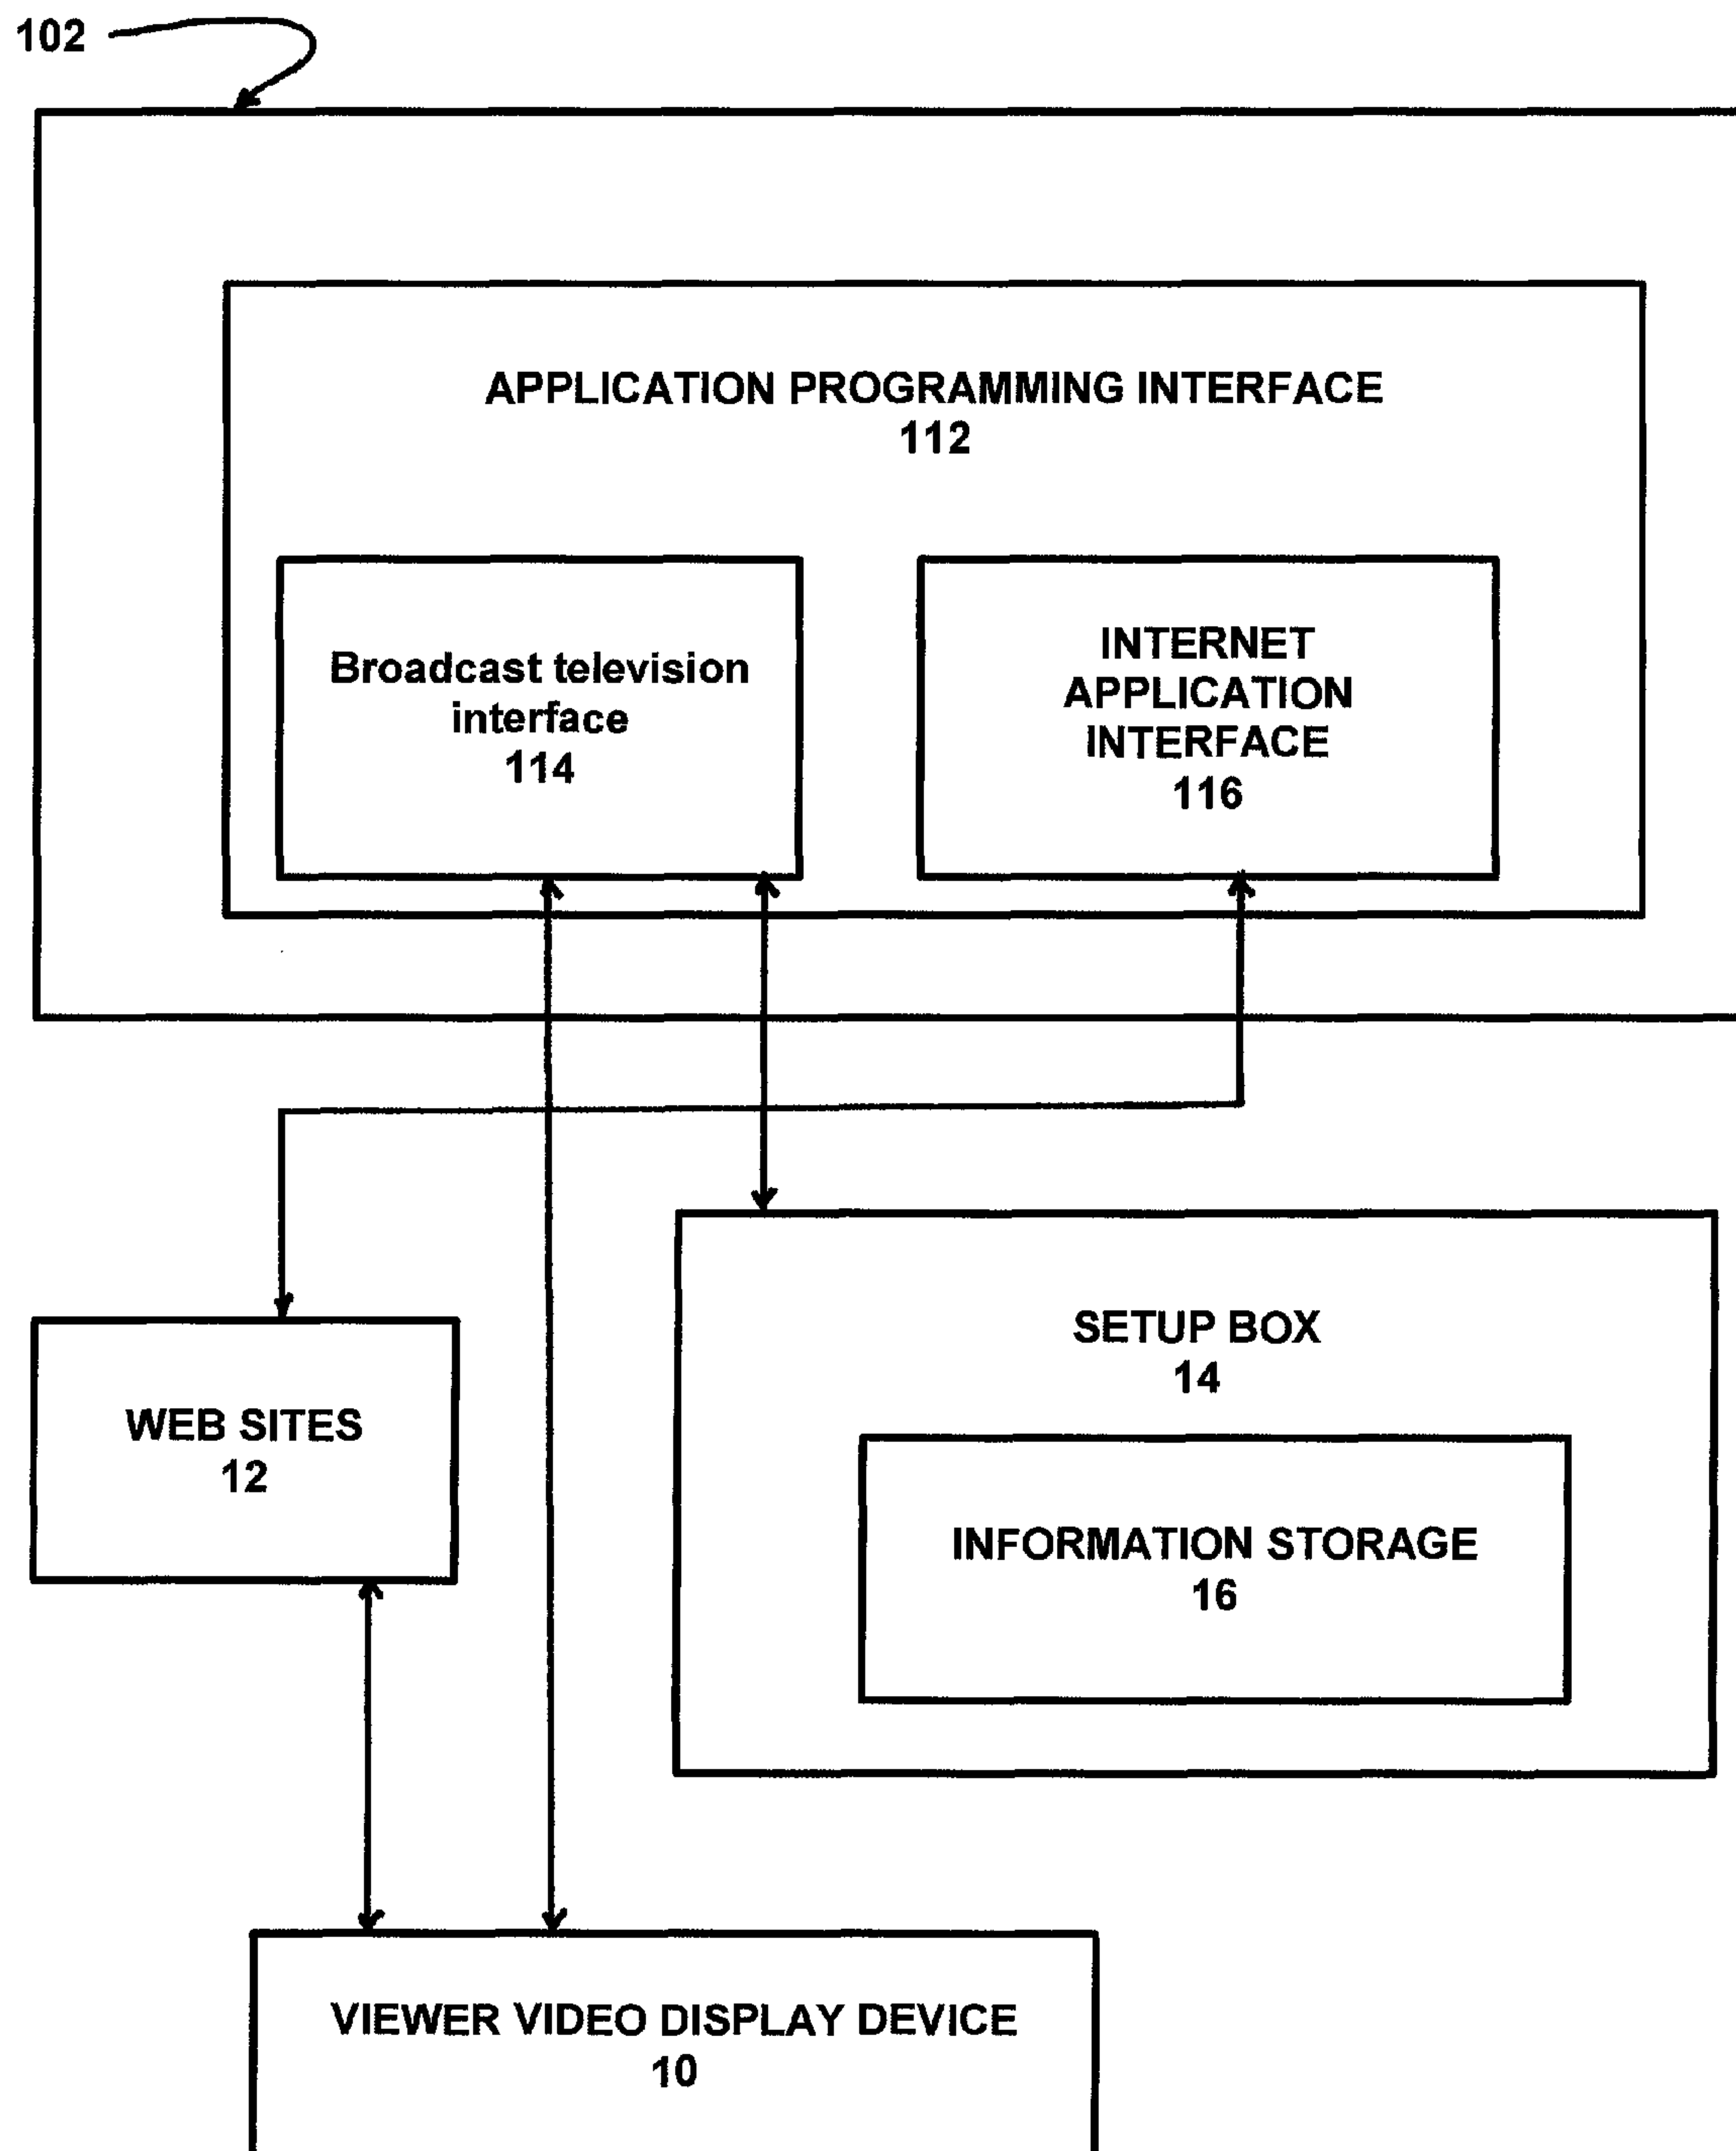 102
APPLICATION PROGRAMMING INTERFACE
112
Broadcast television
interface
114
INTERNET
APPLICATION
INTERFACE
116
SETUP BOX
14
WEB SITES
12
INFORMATION STORAGE
16
VIEWER VIDEO DISPLAY DEVICE
10